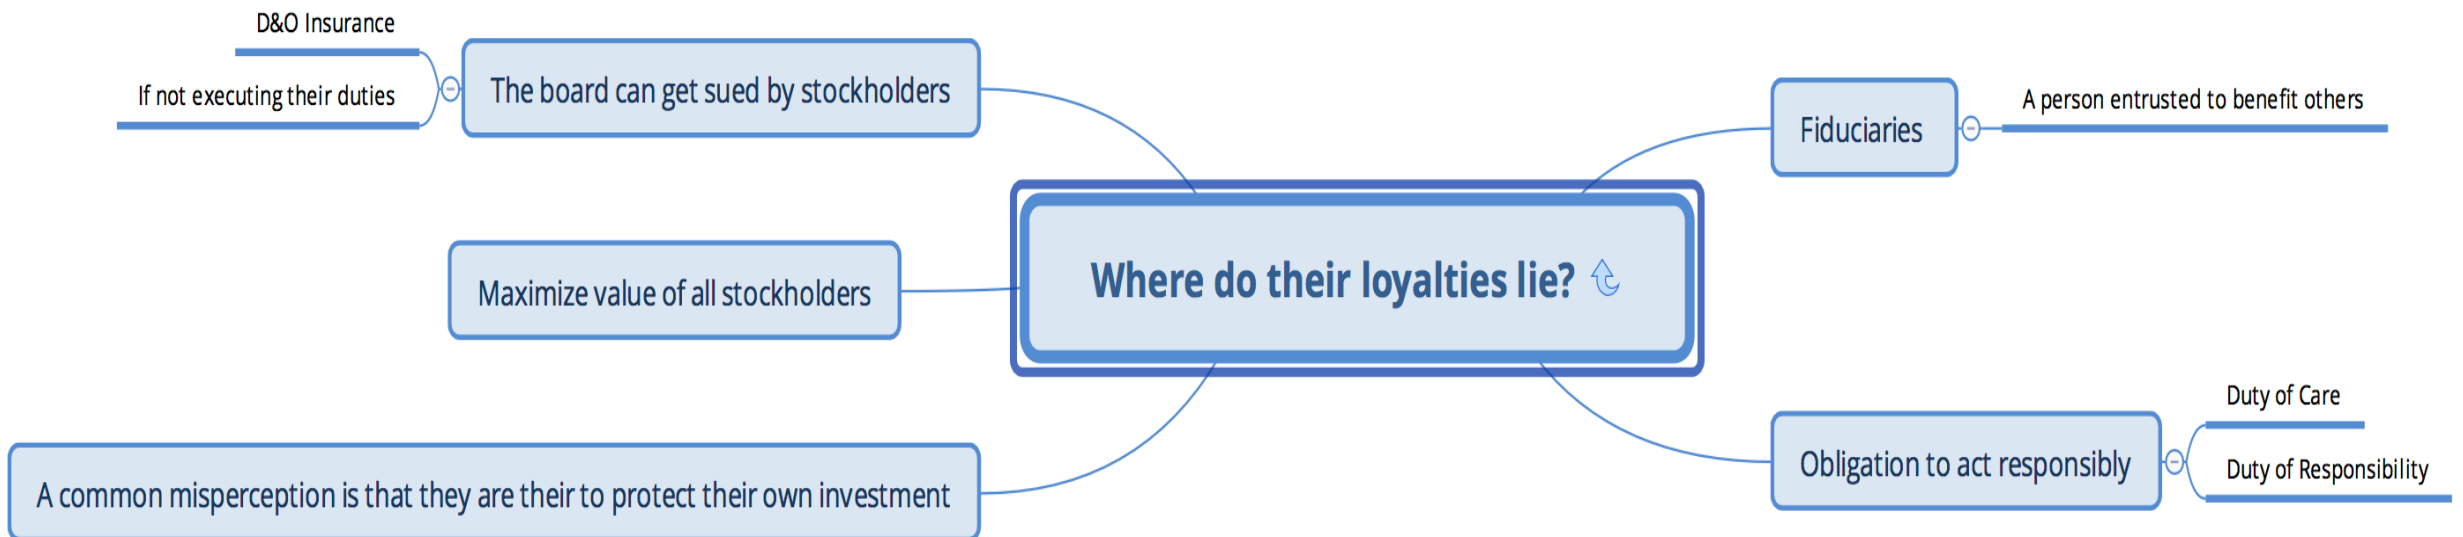 D&O Insurance
If not executing their duties
The board can get sued by stockholders
Maximize value of all stockholders
A common misperception is that they are their to protect their own investment
Where do their loyalties lie?
Fiduciaries
A person entrusted to benefit others
Obligation to act responsibly
Duty of Care
Duty of Responsibility